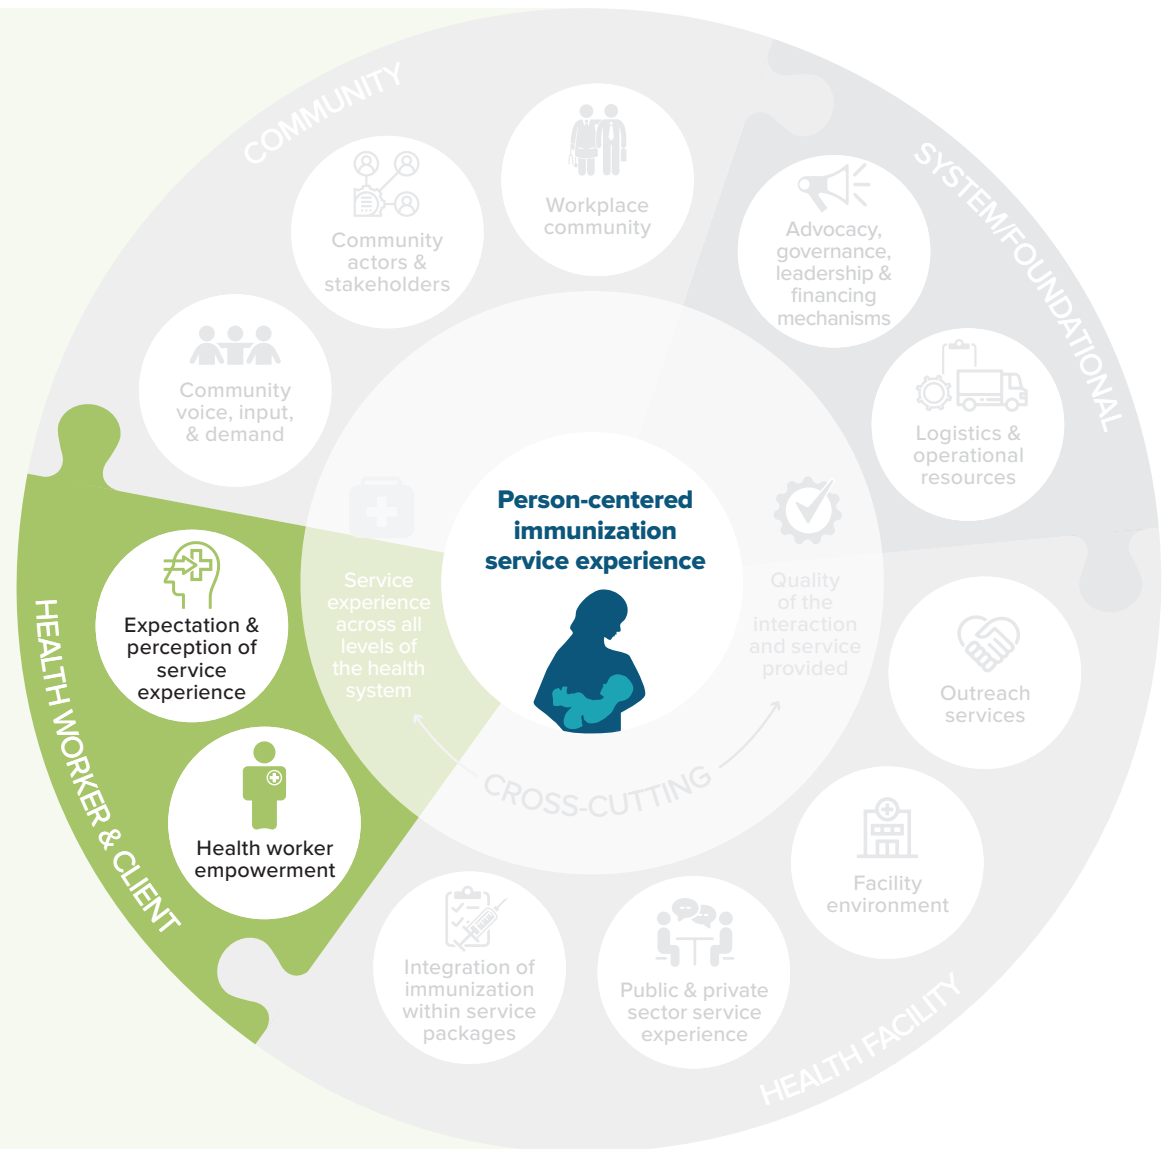 COMMUNITY
Workplace
community
Community
actors &
stakeholders
Community
voice, input,
& demand
SYSTEM/FOUNDATIONAL
Advocacy,
governance,
leadership &
financing
mechanisms
Logistics &
operational
resources
Person-centered
immunization
service experience
Service
experience
across all
levels of
the health
system
Quality
of the
interaction
and service
provided
CROSS-CUTTING
HEALTH WORKER & CLIENT
Expectation &
perception of
service
experience
Health worker
empowerment
Outreach
services
Facility
environment
Public & private
sector service
experience
Integration of
immunization
within service
packages
HEALTH FACILITY